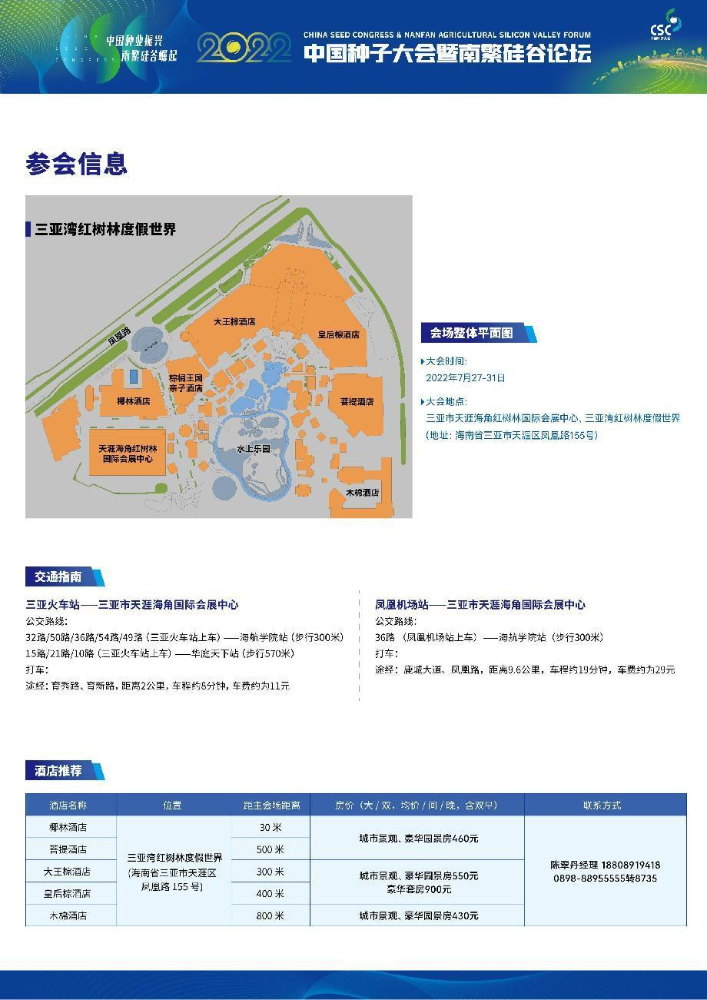 CHINA
SEED
CONGRESS
中国种业振兴
南繁硅谷崛起
2022
CHINA SEED CONGRESS & NANFAN AGRICULTURAL SILICON VALLEY FORUM
中国种子大会暨南繁硅谷论坛
CSC
中国种子大会
参会信息
三亚湾红树林度假世界
凤凰路
大王棕酒店
皇后棕酒店
棕榈王国
亲子酒店
椰林酒店
菩提酒店
天涯海角红树林
国际会展中心
水上乐园
木棉酒店
会场整体平面图
大会时间:
2022年7月27-31日
大会地点:
三亚市天涯海角红树林国际会展中心、三亚湾红树林度假世界
(地址: 海南省三亚市天涯区凤凰路155号)
交通指南
三亚火车站——三亚市天涯海角国际会展中心
公交路线:
32路/50路/36路/54路/49路(三亚火车站上车)——海航学院站(步行300米)
15路/21路/10路(三亚火车站上车)——华庭天下站(步行570米)
打车:
途经:育秀路、育新路,距离2公里,车程约8分钟,车费约为11元
凤凰机场站——三亚市天涯海角国际会展中心
公交路线:
36路 (凤凰机场站上车) ——海航学院站 (步行300米)
打车:
途经: 鹿城大道、凤凰路, 距离9.6公里, 车程约19分钟, 车费约为29元
酒店推荐
酒店名称 位置 距主会场距离 房价(大/双,均价/间/晚,含双早) 联系方式
椰林酒店 30 米
城市景观、豪华园景房460元
菩提酒店 500 米
三亚湾红树林度假世界
(海南省三亚市天涯区
凤凰路 155 号)
大王棕酒店 300 米
城市景观、豪华园景房550元
豪华套房900元
陈翠丹经理 18808919418
0898-88955555转8735
皇后棕酒店 400 米
木棉酒店 800 米 城市景观、豪华园景房430元